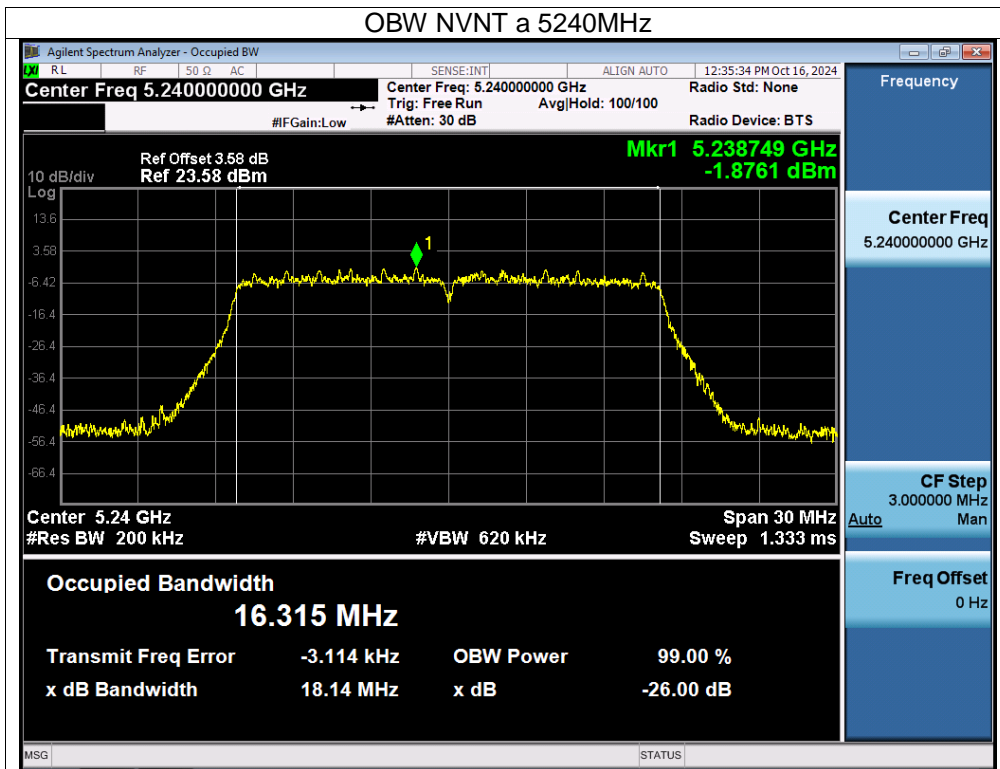 OBW NVNT a 5240MHz
Agilent Spectrum Analyzer - Occupied BW
LXI RL RF 50 Ω AC SENSE:INT ALIGN AUTO 12:35:34 PM Oct 16, 2024
Center Freq 5.240000000 GHz
Center Freq: 5.240000000 GHz Radio Std: None
Trig: Free Run Avg|Hold: 100/100
#IFGain:Low #Atten: 30 dB Radio Device: BTS
Mkr1 5.238749 GHz
-1.8761 dBm
Ref Offset 3.58 dB
10 dB/div Ref 23.58 dBm
Log
13.6
3.58
-6.42
-16.4
-26.4
-36.4
-46.4
-56.4
-66.4
1
Center 5.24 GHz Span 30 MHz
#Res BW 200 kHz #VBW 620 kHz Sweep 1.333 ms
Occupied Bandwidth
16.315 MHz
Transmit Freq Error -3.114 kHz OBW Power 99.00 %
x dB Bandwidth 18.14 MHz x dB -26.00 dB
MSG STATUS
Frequency
Center Freq
5.240000000 GHz
CF Step
3.000000 MHz
Auto Man
Freq Offset
0 Hz